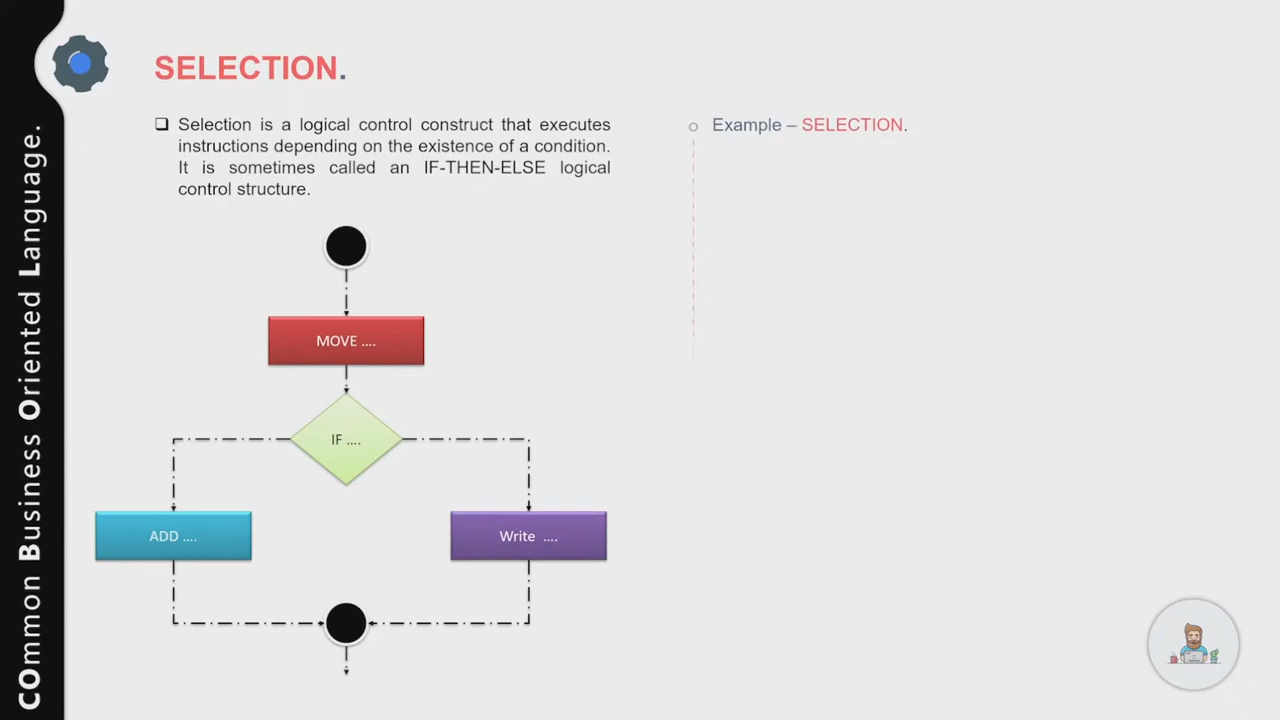 COmmon Business Oriented Language.
SELECTION.
Selection is a logical control construct that executes
instructions depending on the existence of a condition.
It is sometimes called an IF-THEN-ELSE logical
control structure.
MOVE ....
IF ....
ADD ....
Write ....
Example – SELECTION.